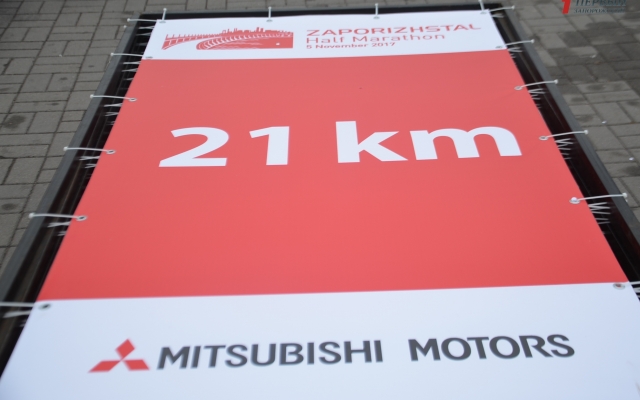 ZAPORIZHSTAL
Half Marathon
5 November 2017
21 km
MITSUBISHI MOTORS